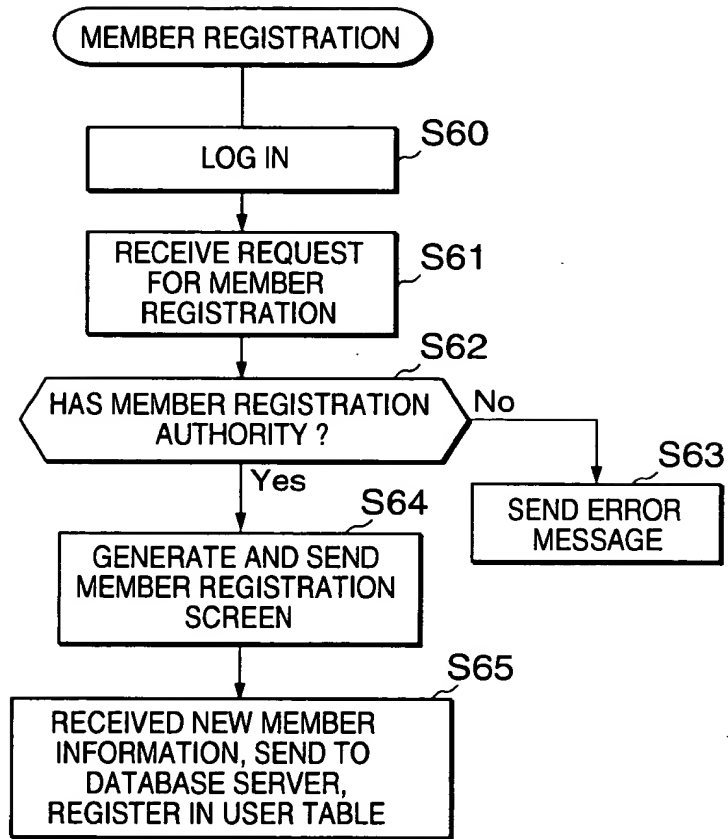 MEMBER REGISTRATION
S60
LOG IN
S61
RECEIVE REQUEST
FOR MEMBER
REGISTRATION
S62
HAS MEMBER REGISTRATION
AUTHORITY ?
No
Yes
S63
SEND ERROR
MESSAGE
S64
GENERATE AND SEND
MEMBER REGISTRATION
SCREEN
S65
RECEIVED NEW MEMBER
INFORMATION, SEND TO
DATABASE SERVER,
REGISTER IN USER TABLE